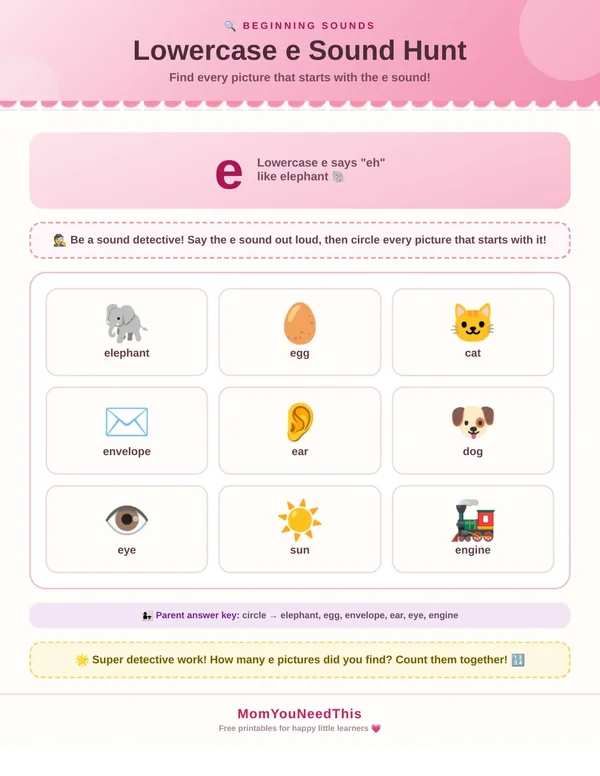 🔍 BEGINNING SOUNDS
Lowercase e Sound Hunt
Find every picture that starts with the e sound!
e
Lowercase e says "eh"
like elephant 🐘
🕵️ Be a sound detective! Say the e sound out loud, then circle every picture that starts with it!
elephant
egg
cat
envelope
ear
dog
eye
sun
engine
👩‍👧 Parent answer key: circle → elephant, egg, envelope, ear, eye, engine
🌟 Super detective work! How many e pictures did you find? Count them together! 🔢
MomYouNeedThis
Free printables for happy little learners 💗